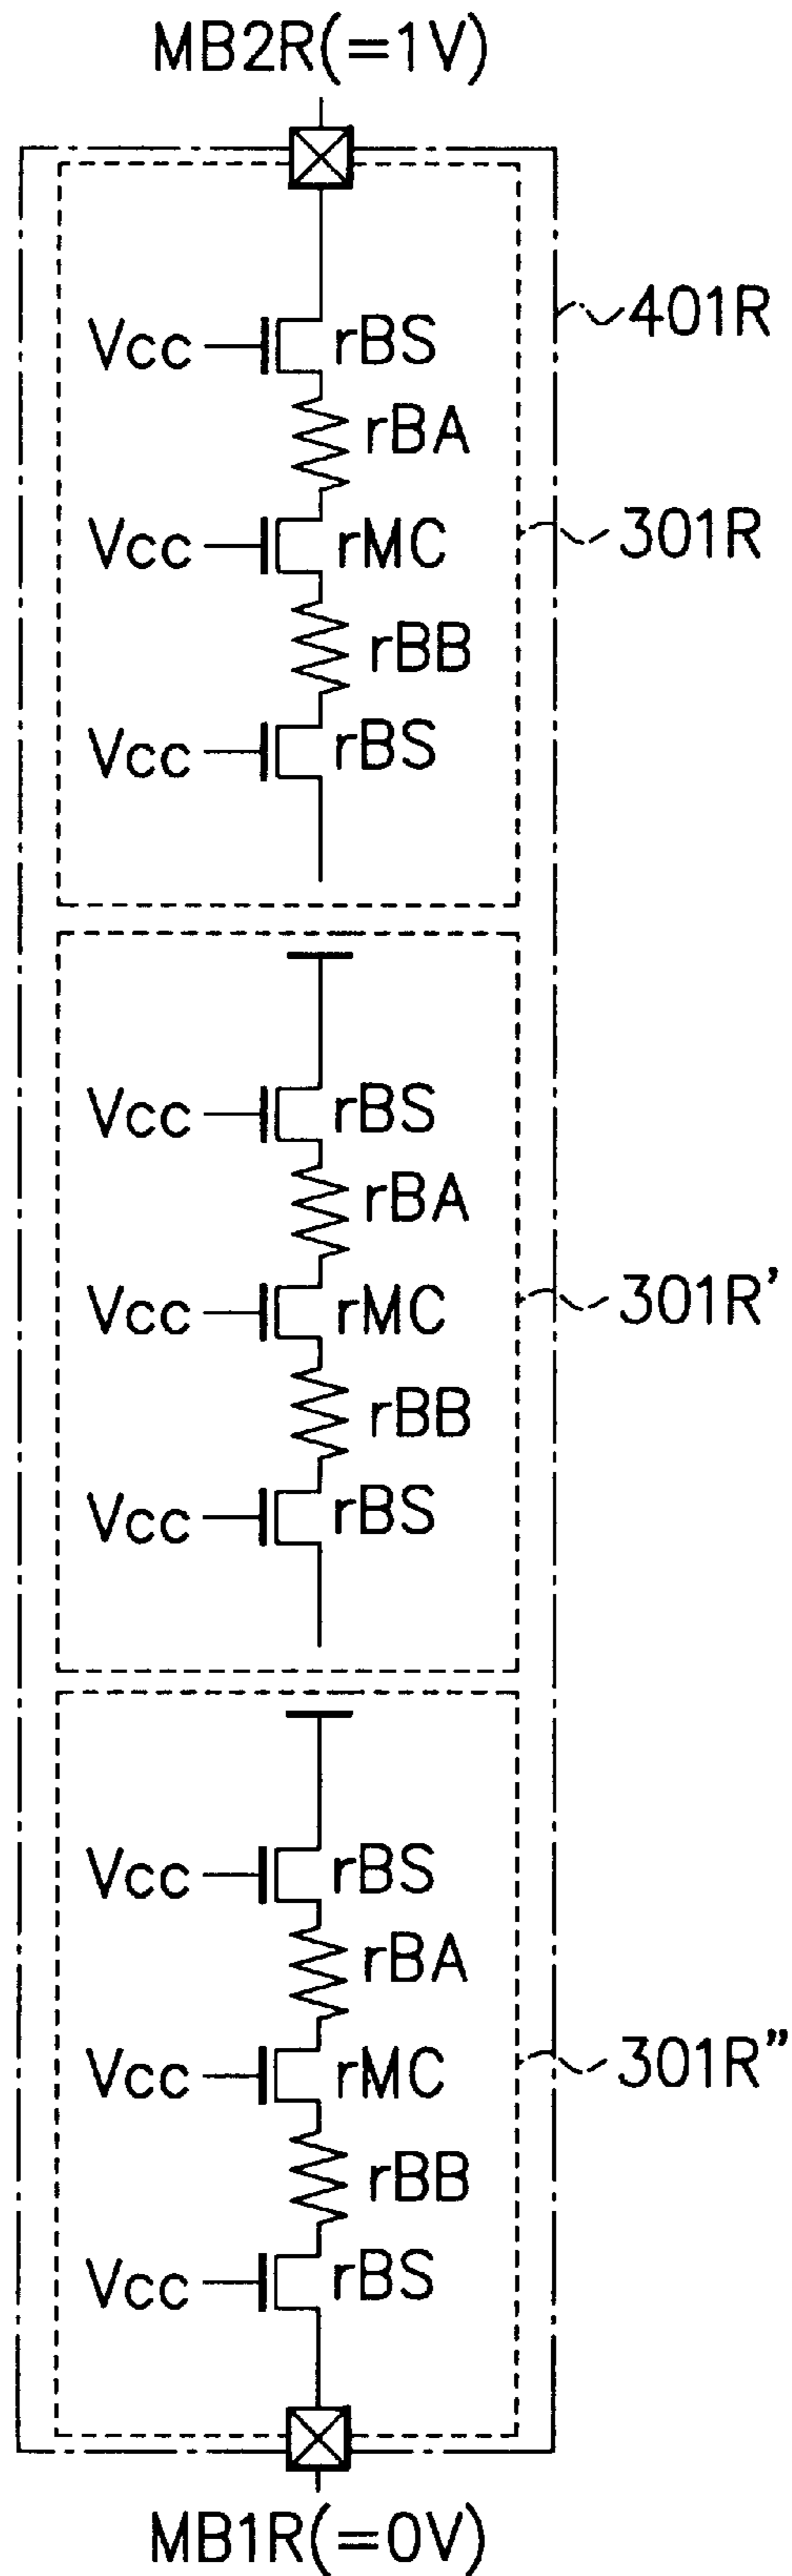 MB2R(=1V)
401R
Vcc rBS
rBA
301R
Vcc rMC
rBB
Vcc rBS
Vcc rBS
rBA
301R'
Vcc rMC
rBB
Vcc rBS
Vcc rBS
rBA
301R"
Vcc rMC
rBB
Vcc rBS
MB1R(=0V)